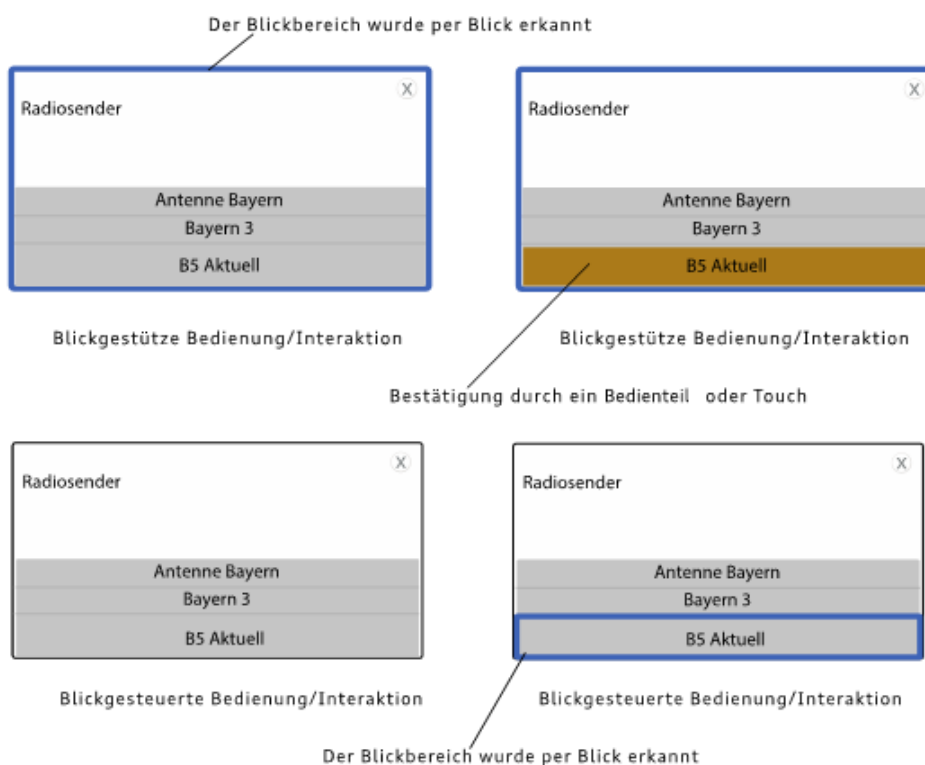 Der Blickbereich wurde per Blick erkannt
X
Radiosender
Antenne Bayern
Bayern 3
B5 Aktuell
Blickgestütze Bedienung/Interaktion
X
Radiosender
Antenne Bayern
Bayern 3
B5 Aktuell
Blickgestütze Bedienung/Interaktion
Bestätigung durch ein Bedienteil oder Touch
X
Radiosender
Antenne Bayern
Bayern 3
B5 Aktuell
Blickgesteuerte Bedienung/Interaktion
X
Radiosender
Antenne Bayern
Bayern 3
B5 Aktuell
Blickgesteuerte Bedienung/Interaktion
Der Blickbereich wurde per Blick erkannt